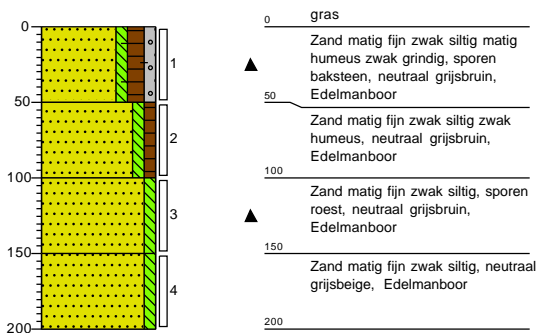 0
50
100
150
200
1
2
3
4
0
gras
Zand matig fijn zwak siltig matig
humeus zwak grindig, sporen
baksteen, neutraal grijsbruin,
Edelmanboor
50
Zand matig fijn zwak siltig zwak
humeus, neutraal grijsbruin,
Edelmanboor
100
Zand matig fijn zwak siltig, sporen
roest, neutraal grijsbruin,
Edelmanboor
150
Zand matig fijn zwak siltig, neutraal
grijsbeige, Edelmanboor
200